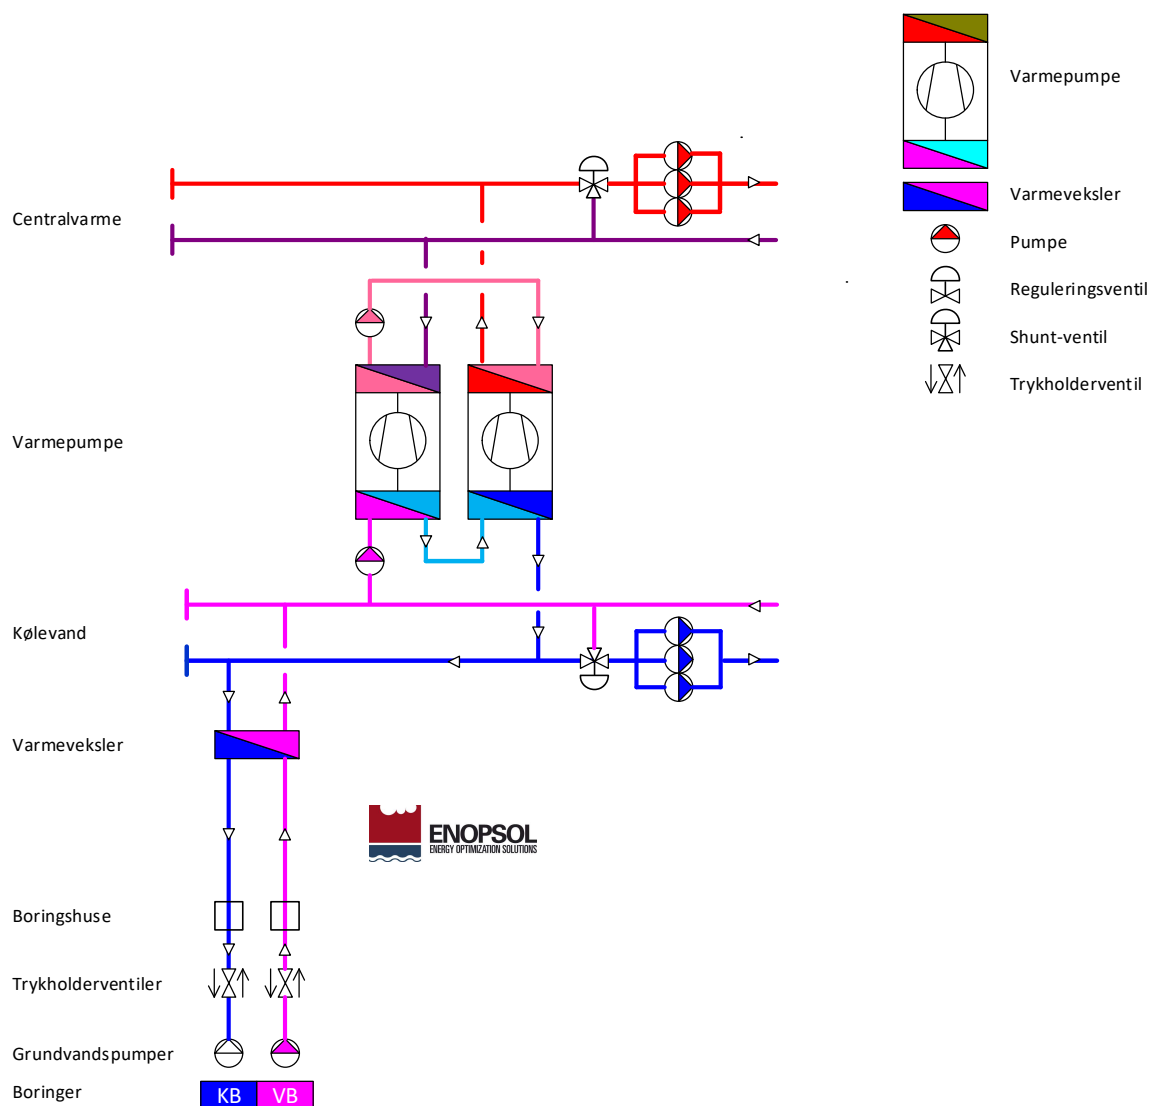 Varmepumpe
Varmeveksler
Pumpe
Reguleringsventil
Shunt-ventil
Trykholderventil
Centralvarme
Varmepumpe
Kølevand
Varmeveksler
ENOPSOL
ENERGY OPTIMIZATION SOLUTIONS
Boringshuse
Trykholderventiler
Grundvandspumper
Boringer
KB VB